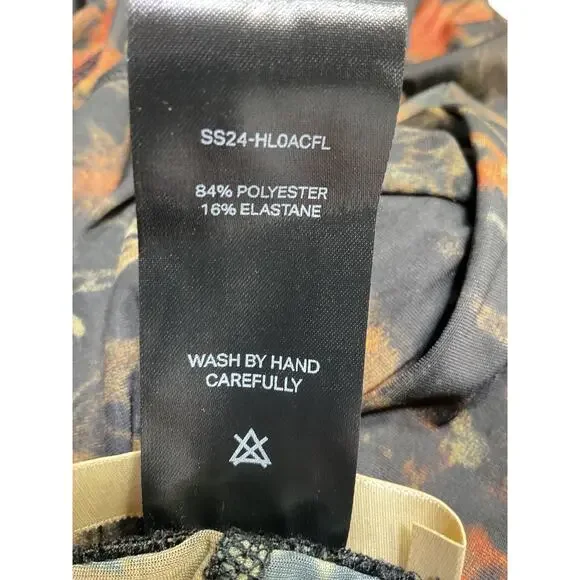 SS24-HL0ACFL
84% POLYESTER
16% ELASTANE
WASH BY HAND
CAREFULLY